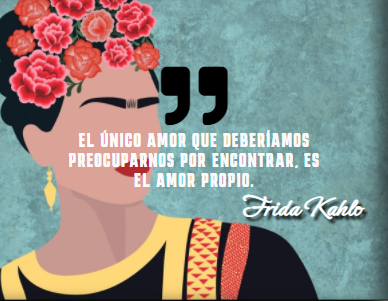 ”
EL ÚNICO AMOR QUE DEBERÍAMOS
PREOCUPARNOS POR ENCONTRAR, ES
EL AMOR PROPIO.
Frida Kahlo